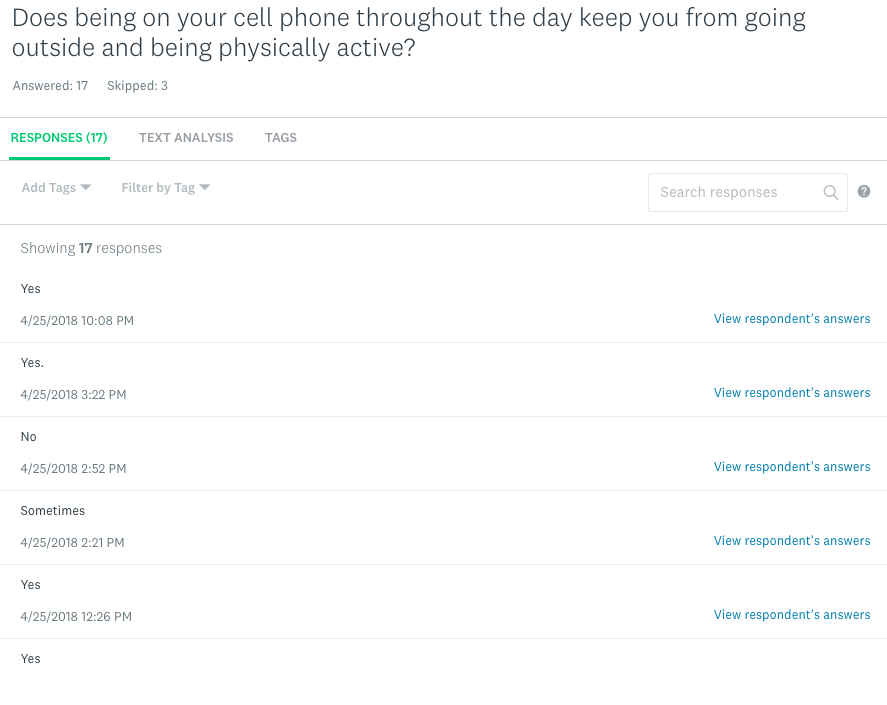 Does being on your cell phone throughout the day keep you from going
outside and being physically active?
Answered: 17 Skipped: 3
RESPONSES (17) TEXT ANALYSIS TAGS
Add Tags Filter by Tag Search responses ?
Showing 17 responses
Yes
4/25/2018 10:08 PM View respondent's answers
Yes.
4/25/2018 3:22 PM View respondent's answers
No
4/25/2018 2:52 PM View respondent's answers
Sometimes
4/25/2018 2:21 PM View respondent's answers
Yes
4/25/2018 12:26 PM View respondent's answers
Yes